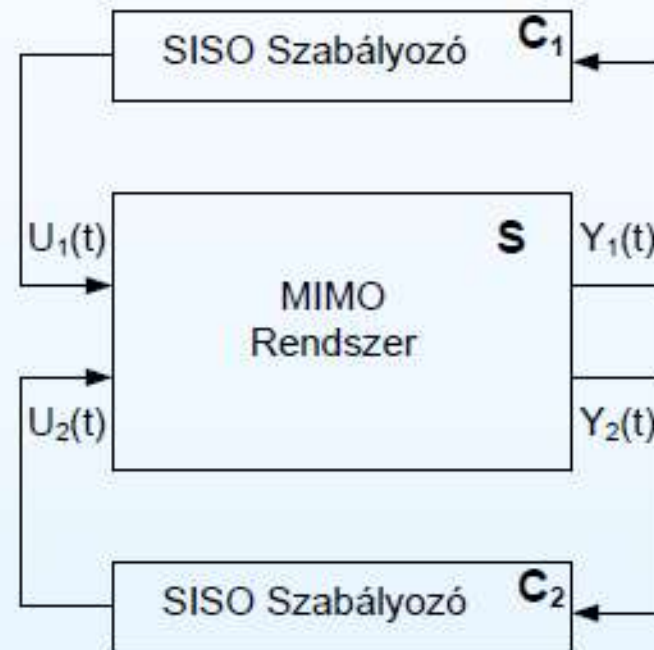 SISO Szabályozó C₁
U₁(t)
S
Y₁(t)
MIMO
Rendszer
U₂(t)
Y₂(t)
SISO Szabályozó C₂